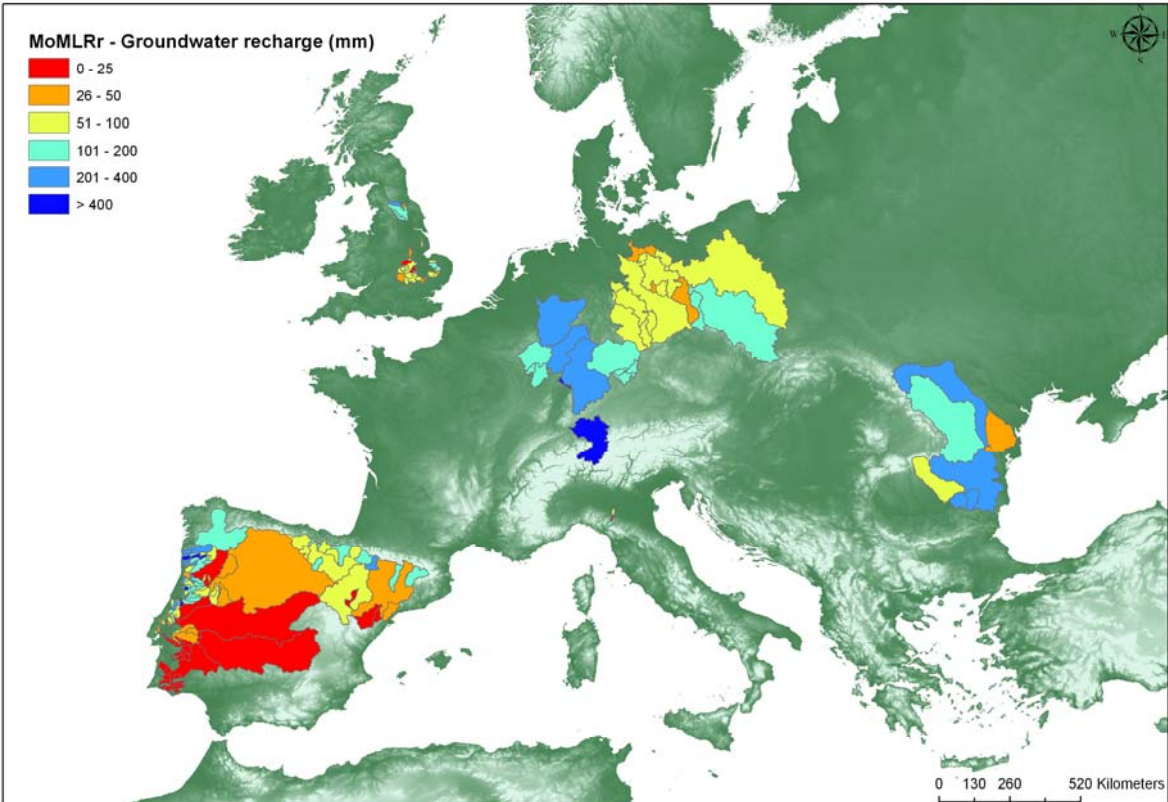 MoMLRr - Groundwater recharge (mm)
0 - 25
26 - 50
51 - 100
101 - 200
201 - 400
> 400
N
W
E
S
0 130 260 520 Kilometers